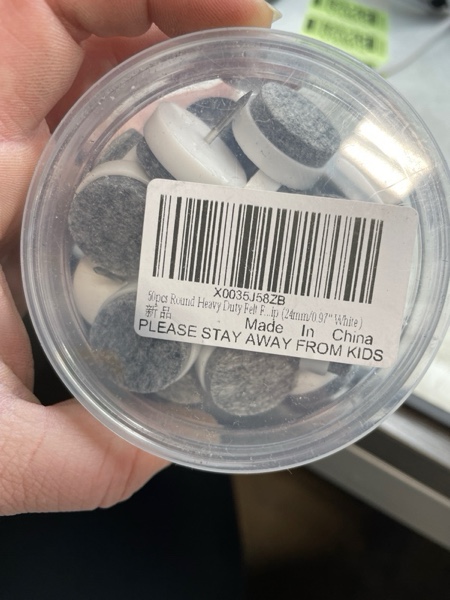 X0035J58ZB
50pcs Round Heavy Duty Felt F...ip (24mm/0.97" White)
新品
Made In China
PLEASE STAY AWAY FROM KIDS